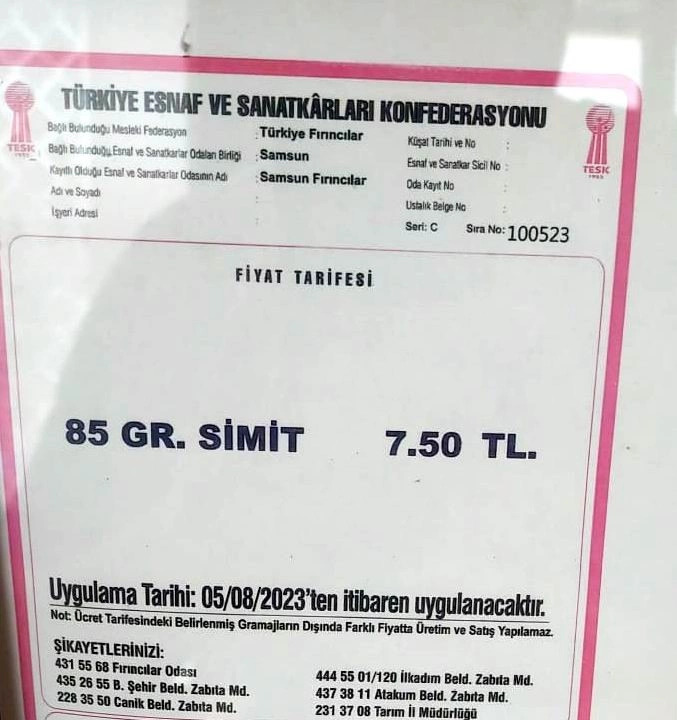 TÜRKİYE ESNAF VE SANATKÂRLARI KONFEDERASYONU
TESK
Bağlı Bulunduğu Mesleki Federasyon : Türkiye Fırıncılar
Bağlı Bulunduğu Esnaf ve Sanatkarlar Odaları Birliği : Samsun
Kayıtlı Olduğu Esnaf ve Sanatkarlar Odasının Adı : Samsun Fırıncılar
Adı ve Soyadı :
İşyeri Adresi :
Küşat Tarihi ve No :
Esnaf ve Sanatkar Sicil No :
Oda Kayıt No :
Ustalık Belge No :
Seri: C Sıra No: 100523
TESK
FİYAT TARİFESİ
85 GR. SİMİT 7.50 TL.
Uygulama Tarihi: 05/08/2023'ten itibaren uygulanacaktır.
Not: Ücret Tarifesindeki Belirlenmiş Gramajların Dışında Farklı Fiyatta Üretim ve Satış Yapılamaz.
ŞİKAYETLERİNİZİ:
431 55 68 Fırıncılar Odası
435 26 55 B. Şehir Beld. Zabıta Md.
228 35 50 Canik Beld. Zabıta Md.
444 55 01/120 İlkadım Beld. Zabıta Md.
437 38 11 Atakum Beld. Zabıta Md.
231 37 08 Tarım İl Müdürlüğü